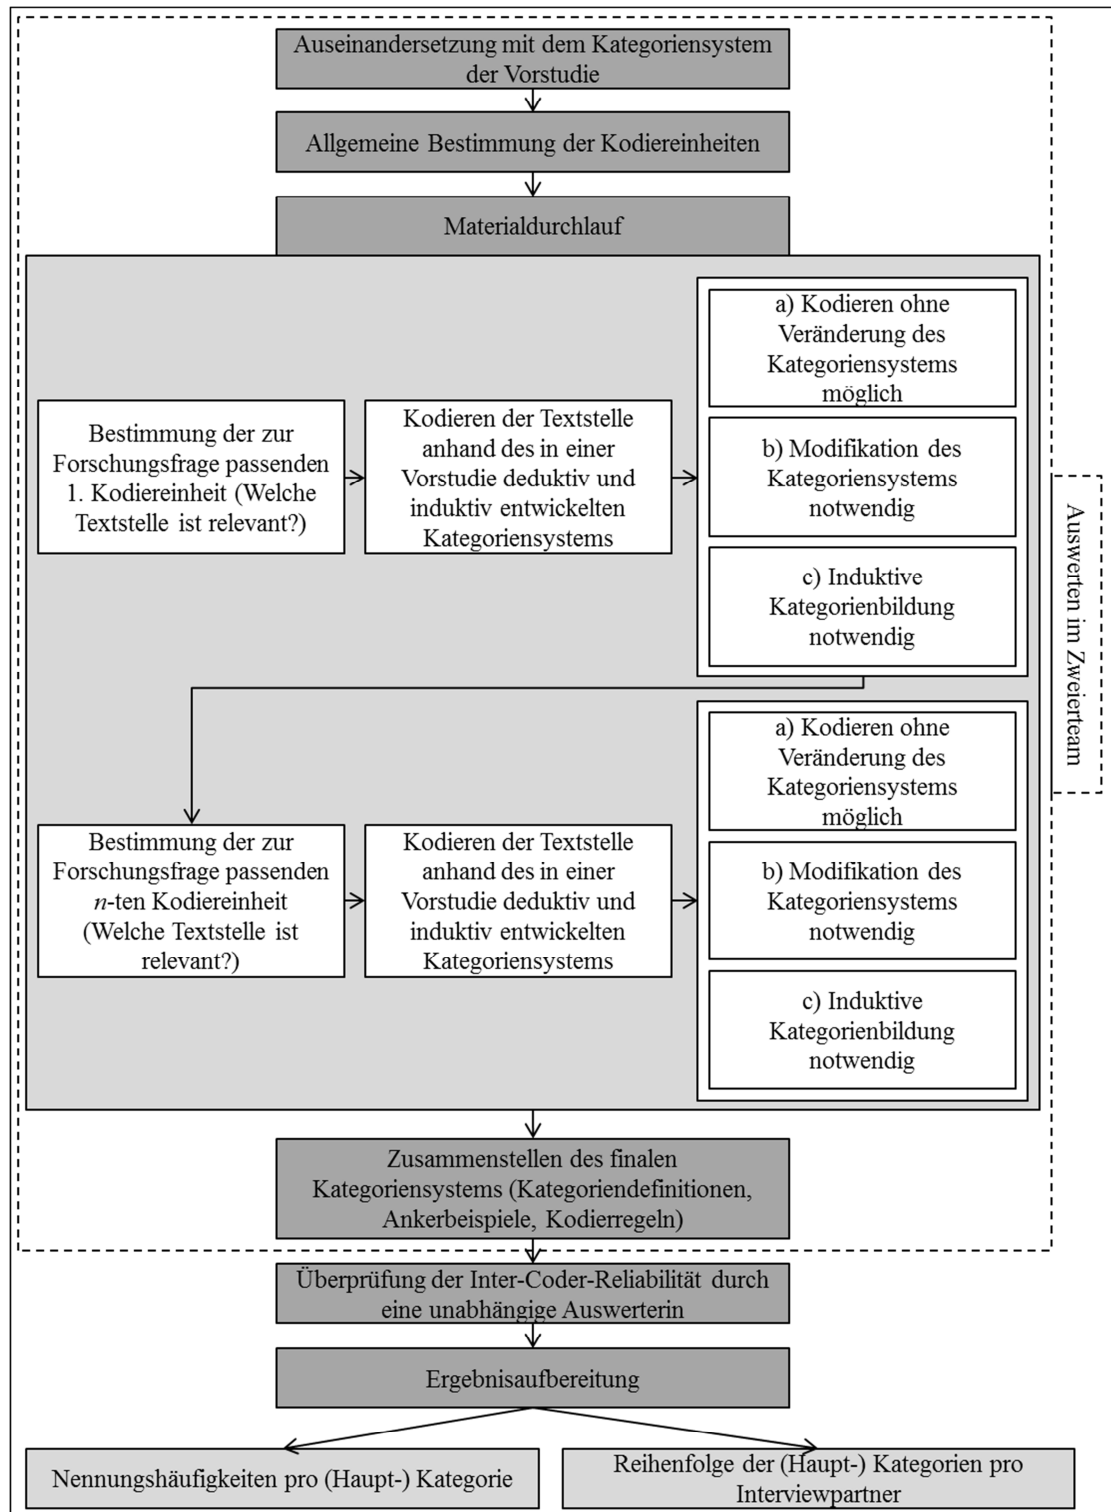 Auseinandersetzung mit dem Kategoriensystem
der Vorstudie
Allgemeine Bestimmung der Kodiereinheiten
Materialdurchlauf
Bestimmung der zur
Forschungsfrage passenden
1. Kodiereinheit (Welche
Textstelle ist relevant?)
Kodieren der Textstelle
anhand des in einer
Vorstudie deduktiv und
induktiv entwickelten
Kategoriensystems
a) Kodieren ohne
Veränderung des
Kategoriensystems
möglich
b) Modifikation des
Kategoriensystems
notwendig
c) Induktive
Kategorienbildung
notwendig
Bestimmung der zur
Forschungsfrage passenden
n-ten Kodiereinheit
(Welche Textstelle ist
relevant?)
Kodieren der Textstelle
anhand des in einer
Vorstudie deduktiv und
induktiv entwickelten
Kategoriensystems
a) Kodieren ohne
Veränderung des
Kategoriensystems
möglich
b) Modifikation des
Kategoriensystems
notwendig
c) Induktive
Kategorienbildung
notwendig
Auswerten im Zweierteam
Zusammenstellen des finalen
Kategoriensystems (Kategoriendefinitionen,
Ankerbeispiele, Kodierregeln)
Überprüfung der Inter-Coder-Reliabilität durch
eine unabhängige Auswerterin
Ergebnisaufbereitung
Nennungshäufigkeiten pro (Haupt-) Kategorie
Reihenfolge der (Haupt-) Kategorien pro
Interviewpartner